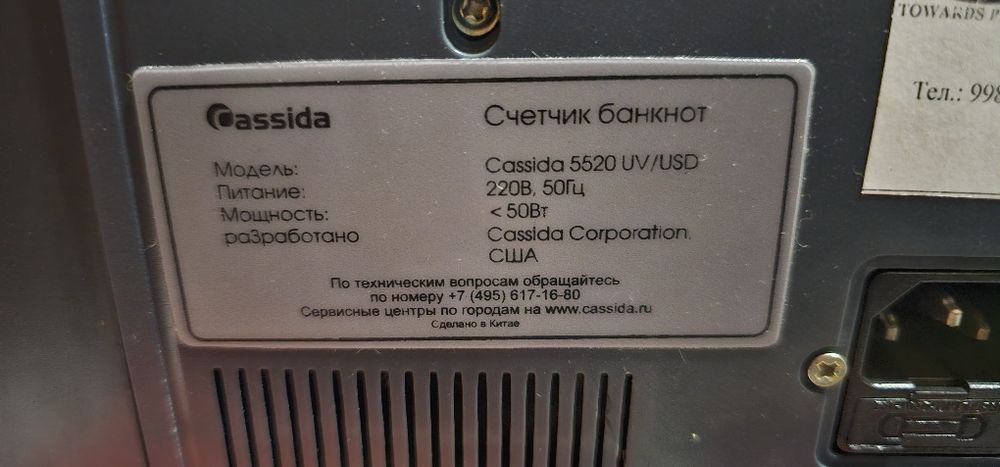 Cassida
Счетчик банкнот
Модель: Cassida 5520 UV/USD
Питание: 220В, 50Гц
Мощность: < 50Вт
раЗработано Cassida Corporation.
США
По техническим вопросам обращайтесь
по номеру +7 (495) 617-16-80
Сервисные центры по городам на www.cassida.ru
Сделано в Китае
TOWARDS
Тел.: 998